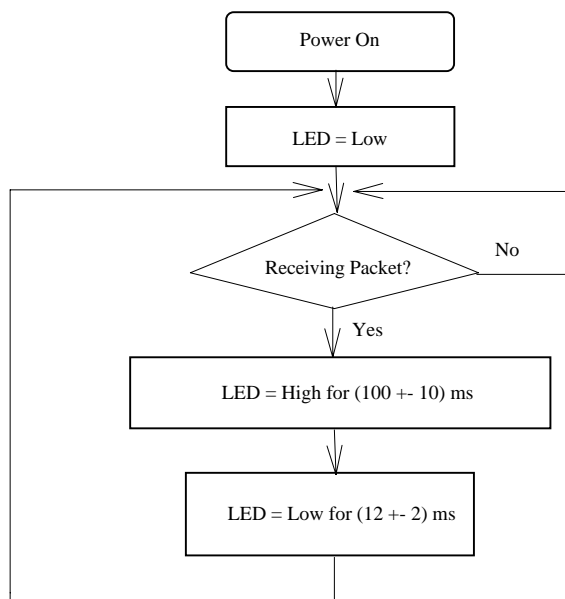 Power On
LED = Low
Receiving Packet?
No
Yes
LED = High for (100 +- 10) ms
LED = Low for (12 +- 2) ms